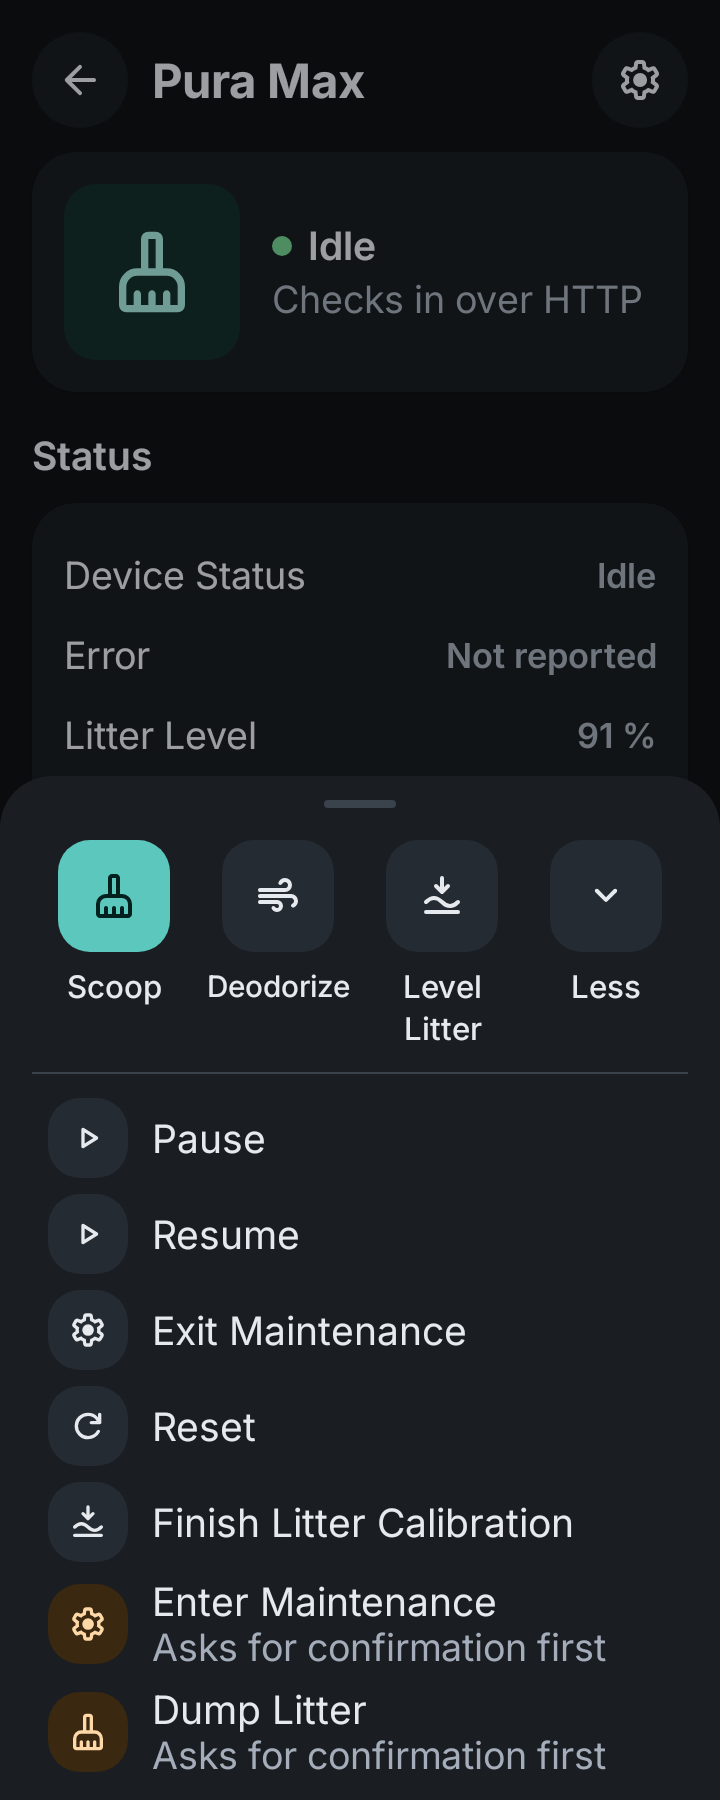 Pura Max
Idle
Checks in over HTTP
Status
Device Status Idle
Error Not reported
Litter Level 91 %
Scoop Deodorize Level Litter Less
Pause
Resume
Exit Maintenance
Reset
Finish Litter Calibration
Enter Maintenance
Asks for confirmation first
Dump Litter
Asks for confirmation first